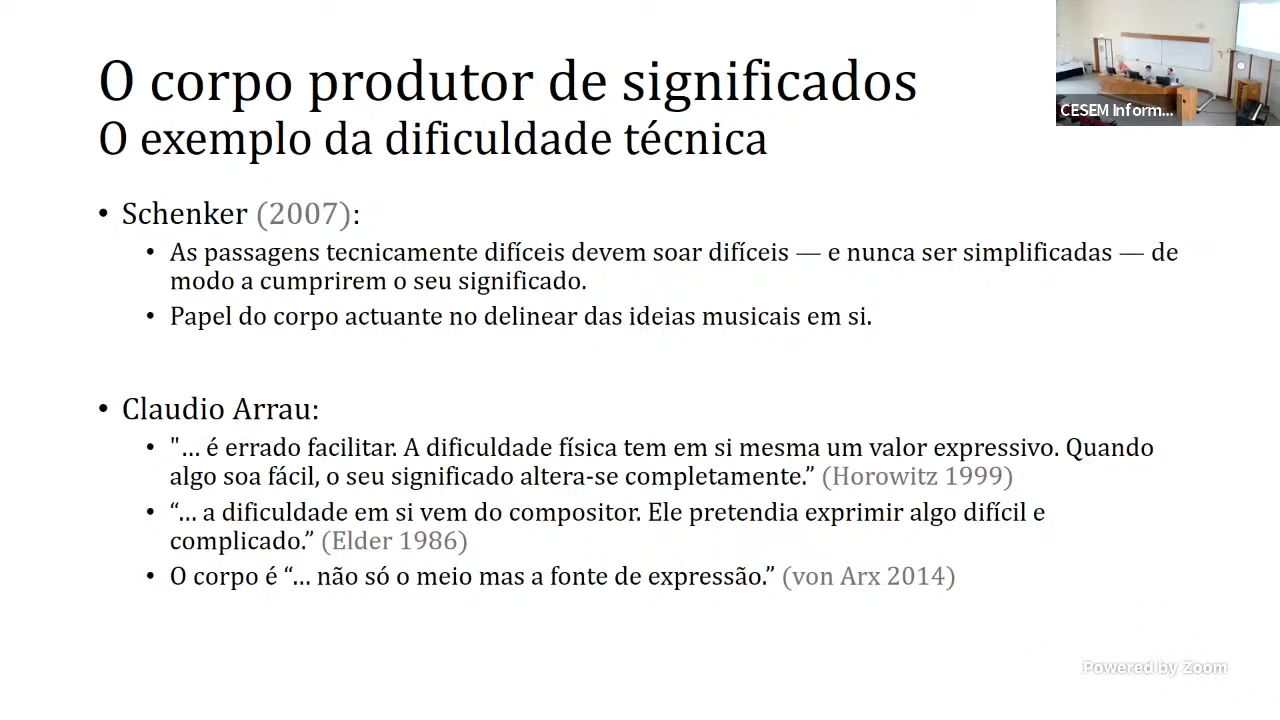 O corpo produtor de significados
O exemplo da dificuldade técnica
CESEM Inform...
• Schenker (2007):
• As passagens tecnicamente difíceis devem soar difíceis — e nunca ser simplificadas — de
modo a cumprirem o seu significado.
• Papel do corpo actuante no delinear das ideias musicais em si.
• Claudio Arrau:
• "... é errado facilitar. A dificuldade física tem em si mesma um valor expressivo. Quando
algo soa fácil, o seu significado altera-se completamente.” (Horowitz 1999)
• “... a dificuldade em si vem do compositor. Ele pretendia exprimir algo difícil e
complicado.” (Elder 1986)
• O corpo é “... não só o meio mas a fonte de expressão.” (von Arx 2014)
Powered by Zoom